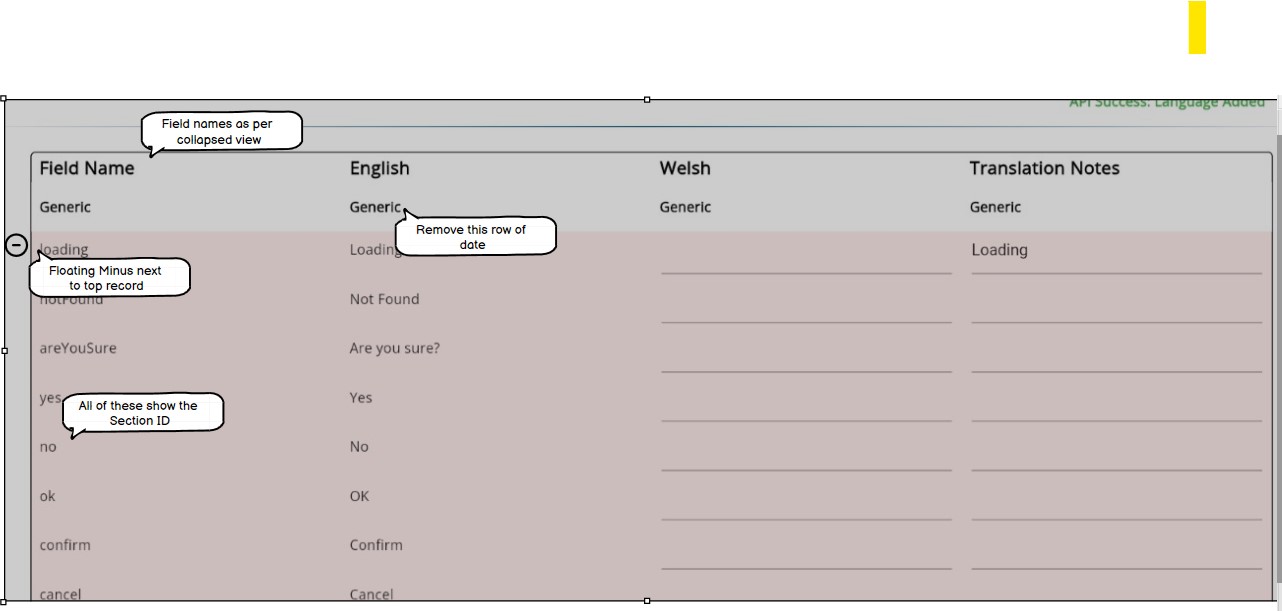 API Success: Language Added
Field names as per
collapsed view
Field Name English Welsh Translation Notes
Generic Generic Generic Generic
Remove this row of
date
loading Loading Loading
Floating Minus next
to top record
notFound Not Found
areYouSure Are you sure?
yes Yes
All of these show the
Section ID
no No
ok OK
confirm Confirm
cancel Cancel